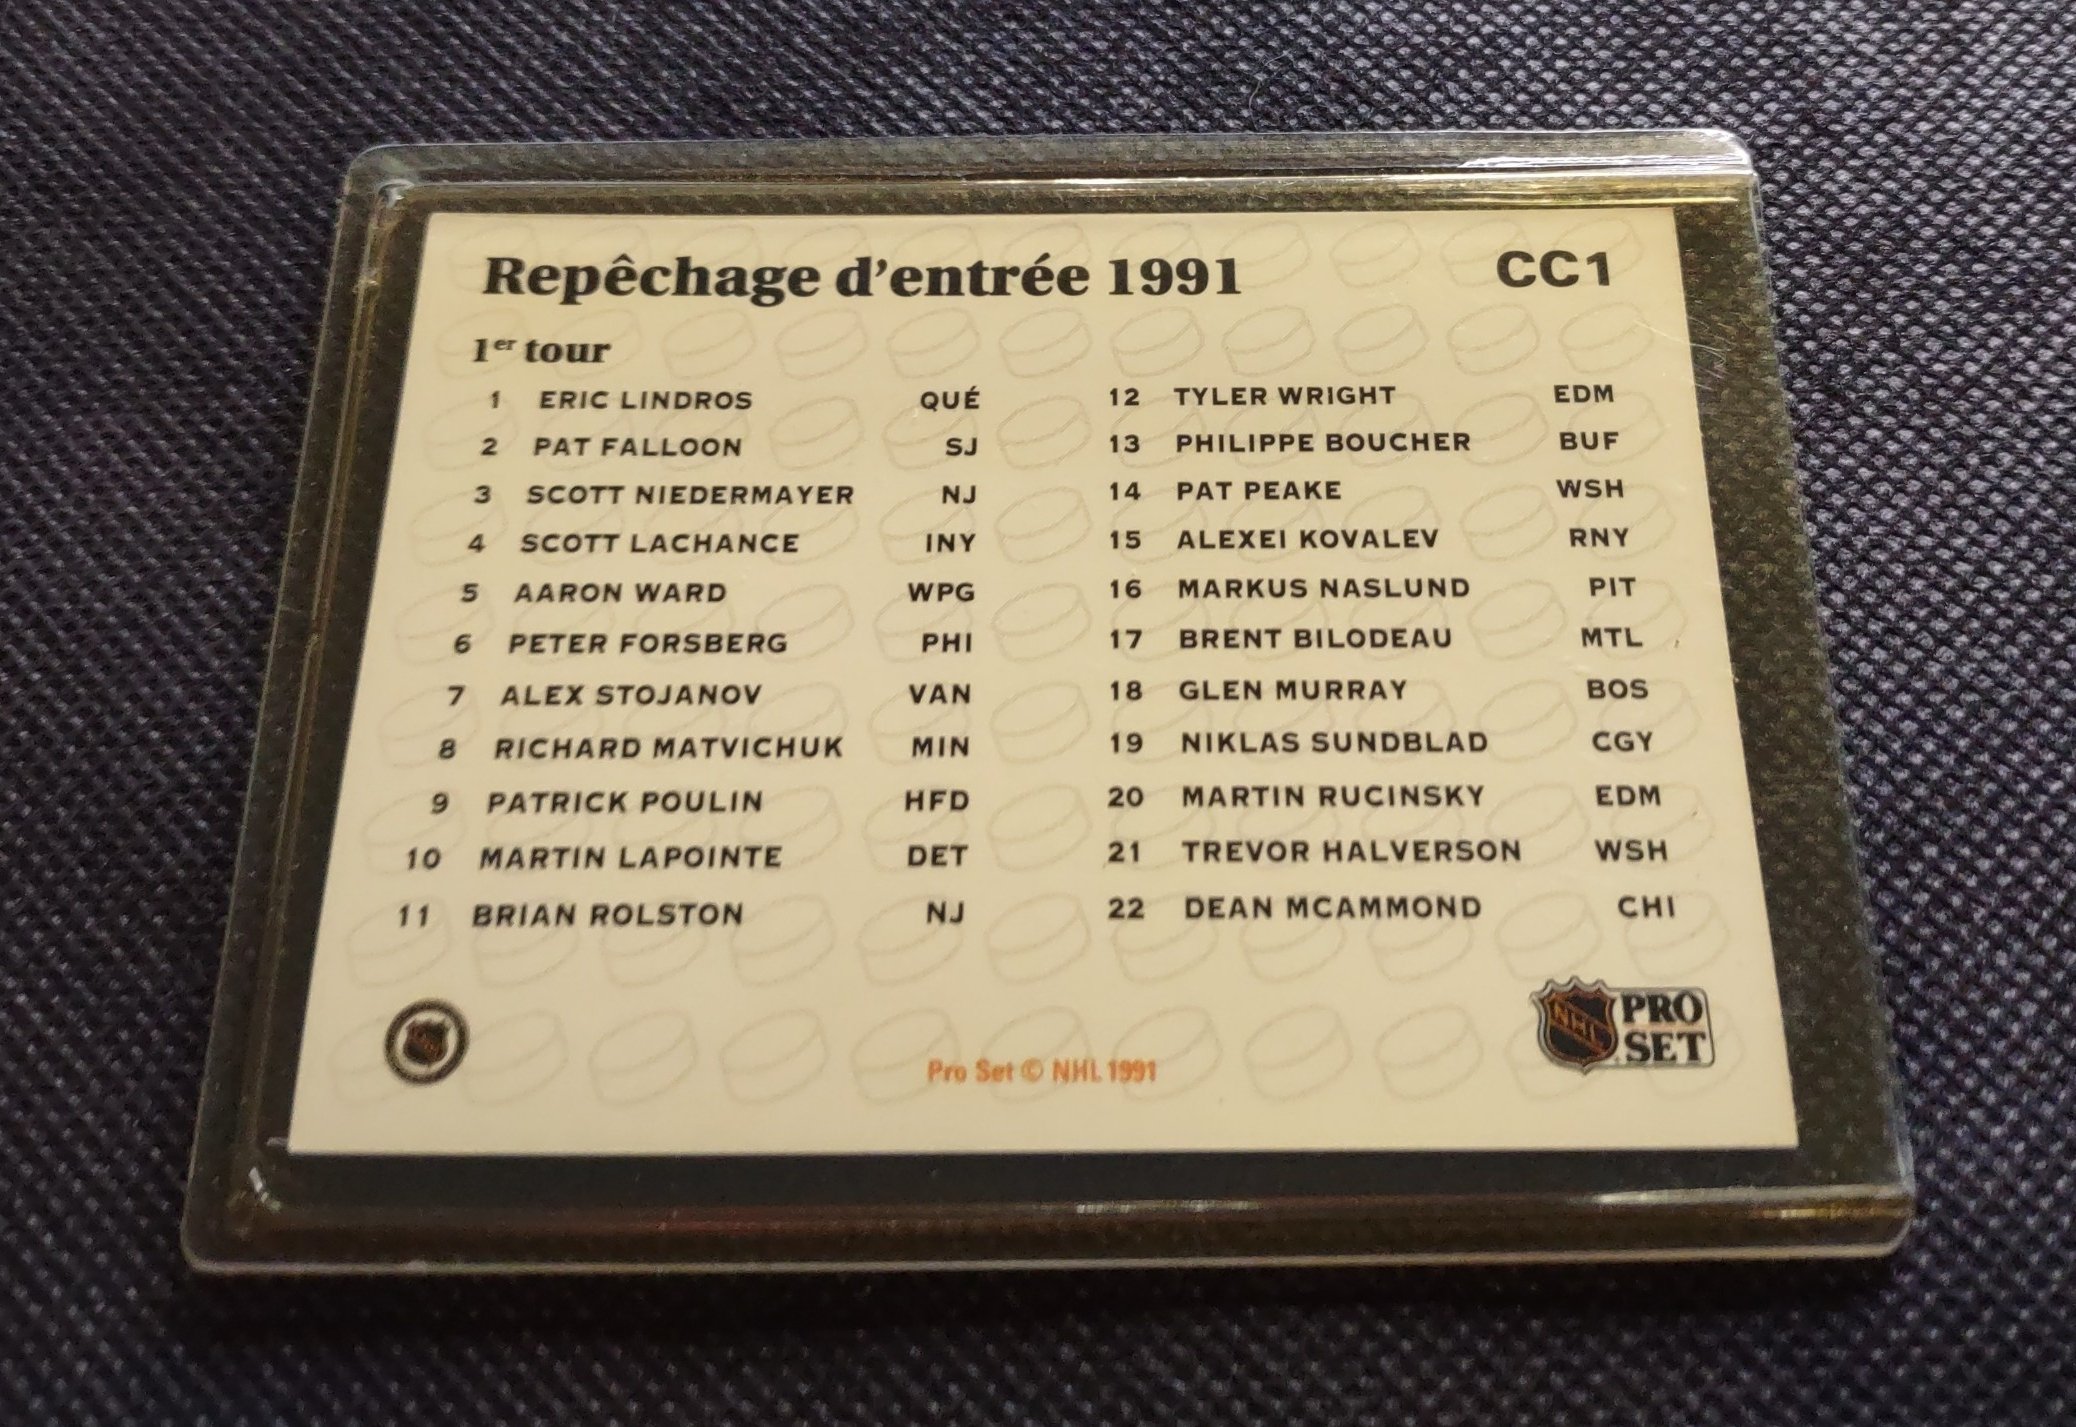 Repêchage d'entrée 1991
CC1
1er tour
1 ERIC LINDROS QUÉ
2 PAT FALLOON SJ
3 SCOTT NIEDERMAYER NJ
4 SCOTT LACHANCE INY
5 AARON WARD WPG
6 PETER FORSBERG PHI
7 ALEX STOJANOV VAN
8 RICHARD MATVICHUK MIN
9 PATRICK POULIN HFD
10 MARTIN LAPOINTE DET
11 BRIAN ROLSTON NJ
12 TYLER WRIGHT EDM
13 PHILIPPE BOUCHER BUF
14 PAT PEAKE WSH
15 ALEXEI KOVALEV RNY
16 MARKUS NASLUND PIT
17 BRENT BILODEAU MTL
18 GLEN MURRAY BOS
19 NIKLAS SUNDBLAD CGY
20 MARTIN RUCINSKY EDM
21 TREVOR HALVERSON WSH
22 DEAN MCAMMOND CHI
Pro Set © NHL 1991
NHL
PRO
SET